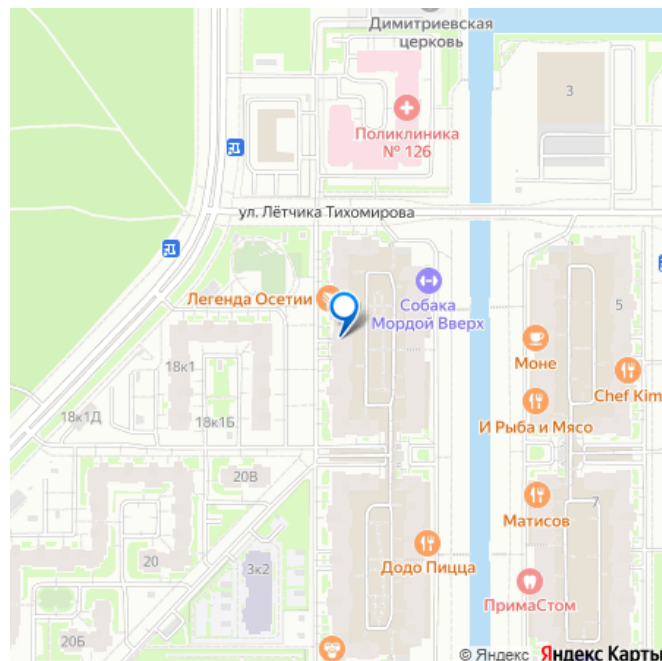 Димитриевская
церковь
3
Поликлиника
№ 126
ул. Лётчика Тихомирова
Легенда Осетии
Собака
Мордой Вверх
5
Моне
18к1
Chef Kim
18к1Д
18к1Б
И Рыба и Мясо
20В
7
Матисов
20
Додо Пицца
3к2
ПримаСтом
20Б
© Яндекс Яндекс Карты